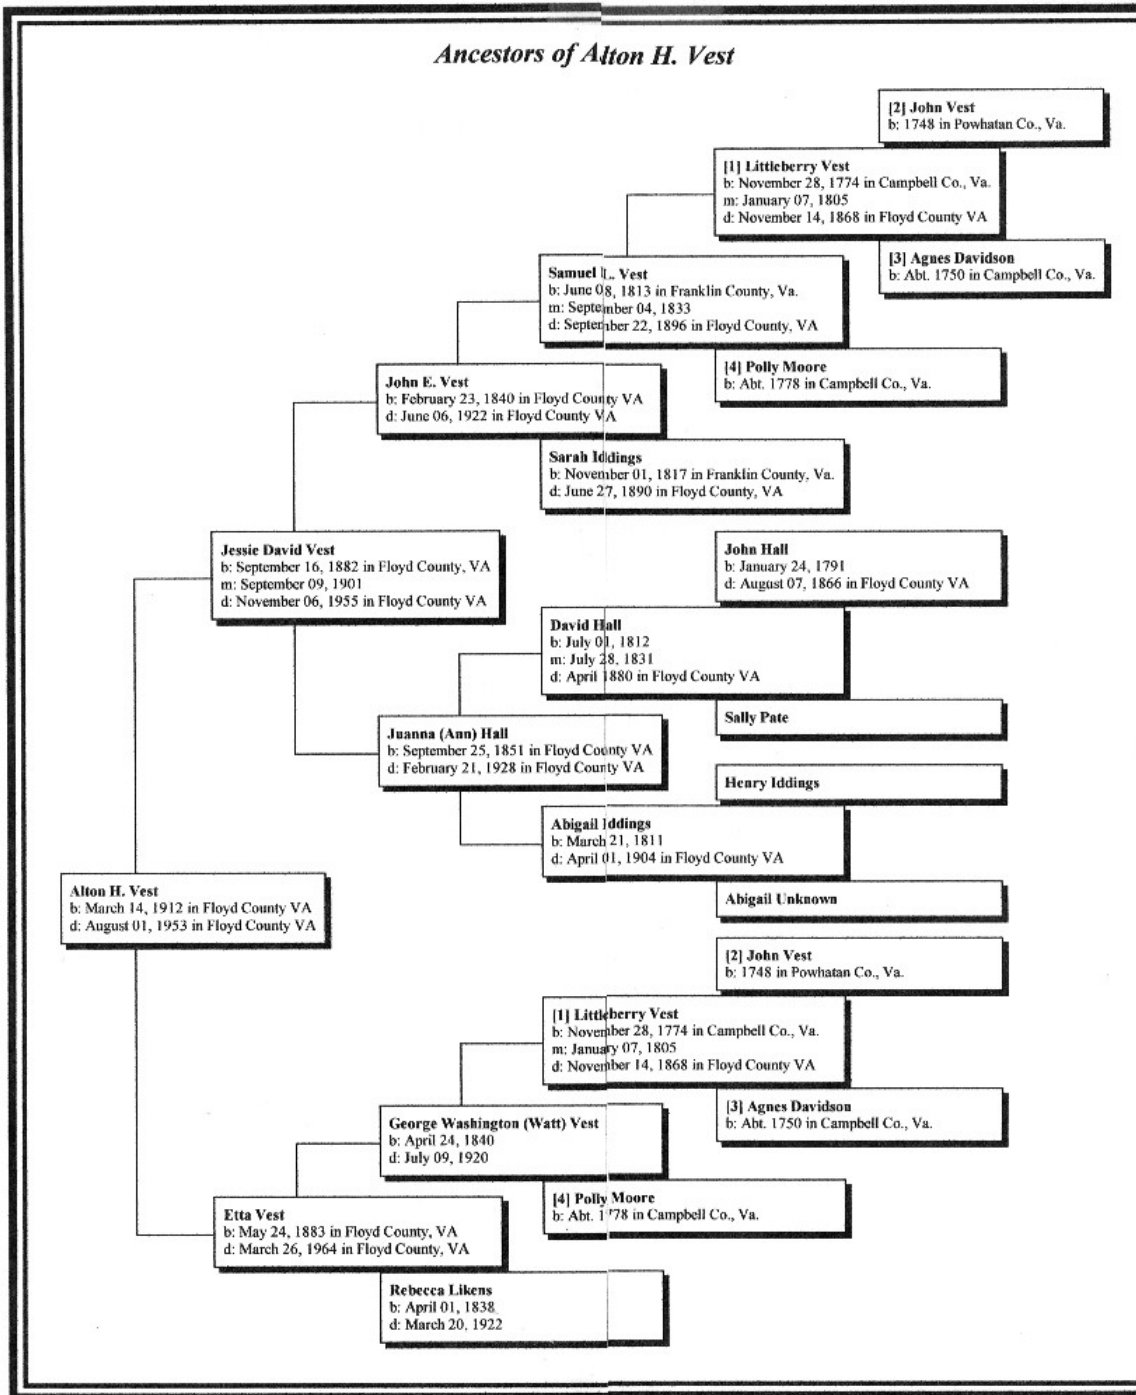 Ancestors of Alton H. Vest
[2] John Vest
b: 1748 in Powhatan Co., Va.
[1] Littleberry Vest
b: November 28, 1774 in Campbell Co., Va.
m: January 07, 1805
d: November 14, 1868 in Floyd County VA
[3] Agnes Davidson
b: Abt. 1750 in Campbell Co., Va.
Samuel L. Vest
b: June 08, 1813 in Franklin County, Va.
m: September 04, 1833
d: September 22, 1896 in Floyd County, VA
[4] Polly Moore
b: Abt. 1778 in Campbell Co., Va.
John E. Vest
b: February 23, 1840 in Floyd County VA
d: June 06, 1922 in Floyd County VA
Sarah Iddings
b: November 01, 1817 in Franklin County, Va.
d: June 27, 1890 in Floyd County, VA
Jessie David Vest
b: September 16, 1882 in Floyd County, VA
m: September 09, 1901
d: November 06, 1955 in Floyd County VA
John Hall
b: January 24, 1791
d: August 07, 1866 in Floyd County VA
David Hall
b: July 01, 1812
m: July 28, 1831
d: April 1880 in Floyd County VA
Sally Pate
Juanna (Ann) Hall
b: September 25, 1851 in Floyd County VA
d: February 21, 1928 in Floyd County VA
Henry Iddings
Abigail Iddings
b: March 21, 1811
d: April 01, 1904 in Floyd County VA
Abigail Unknown
Alton H. Vest
b: March 14, 1912 in Floyd County VA
d: August 01, 1953 in Floyd County VA
[2] John Vest
b: 1748 in Powhatan Co., Va.
[1] Littleberry Vest
b: November 28, 1774 in Campbell Co., Va.
m: January 07, 1805
d: November 14, 1868 in Floyd County VA
[3] Agnes Davidson
b: Abt. 1750 in Campbell Co., Va.
George Washington (Watt) Vest
b: April 24, 1840
d: July 09, 1920
[4] Polly Moore
b: Abt. 1778 in Campbell Co., Va.
Etta Vest
b: May 24, 1883 in Floyd County, VA
d: March 26, 1964 in Floyd County, VA
Rebecca Likens
b: April 01, 1838
d: March 20, 1922